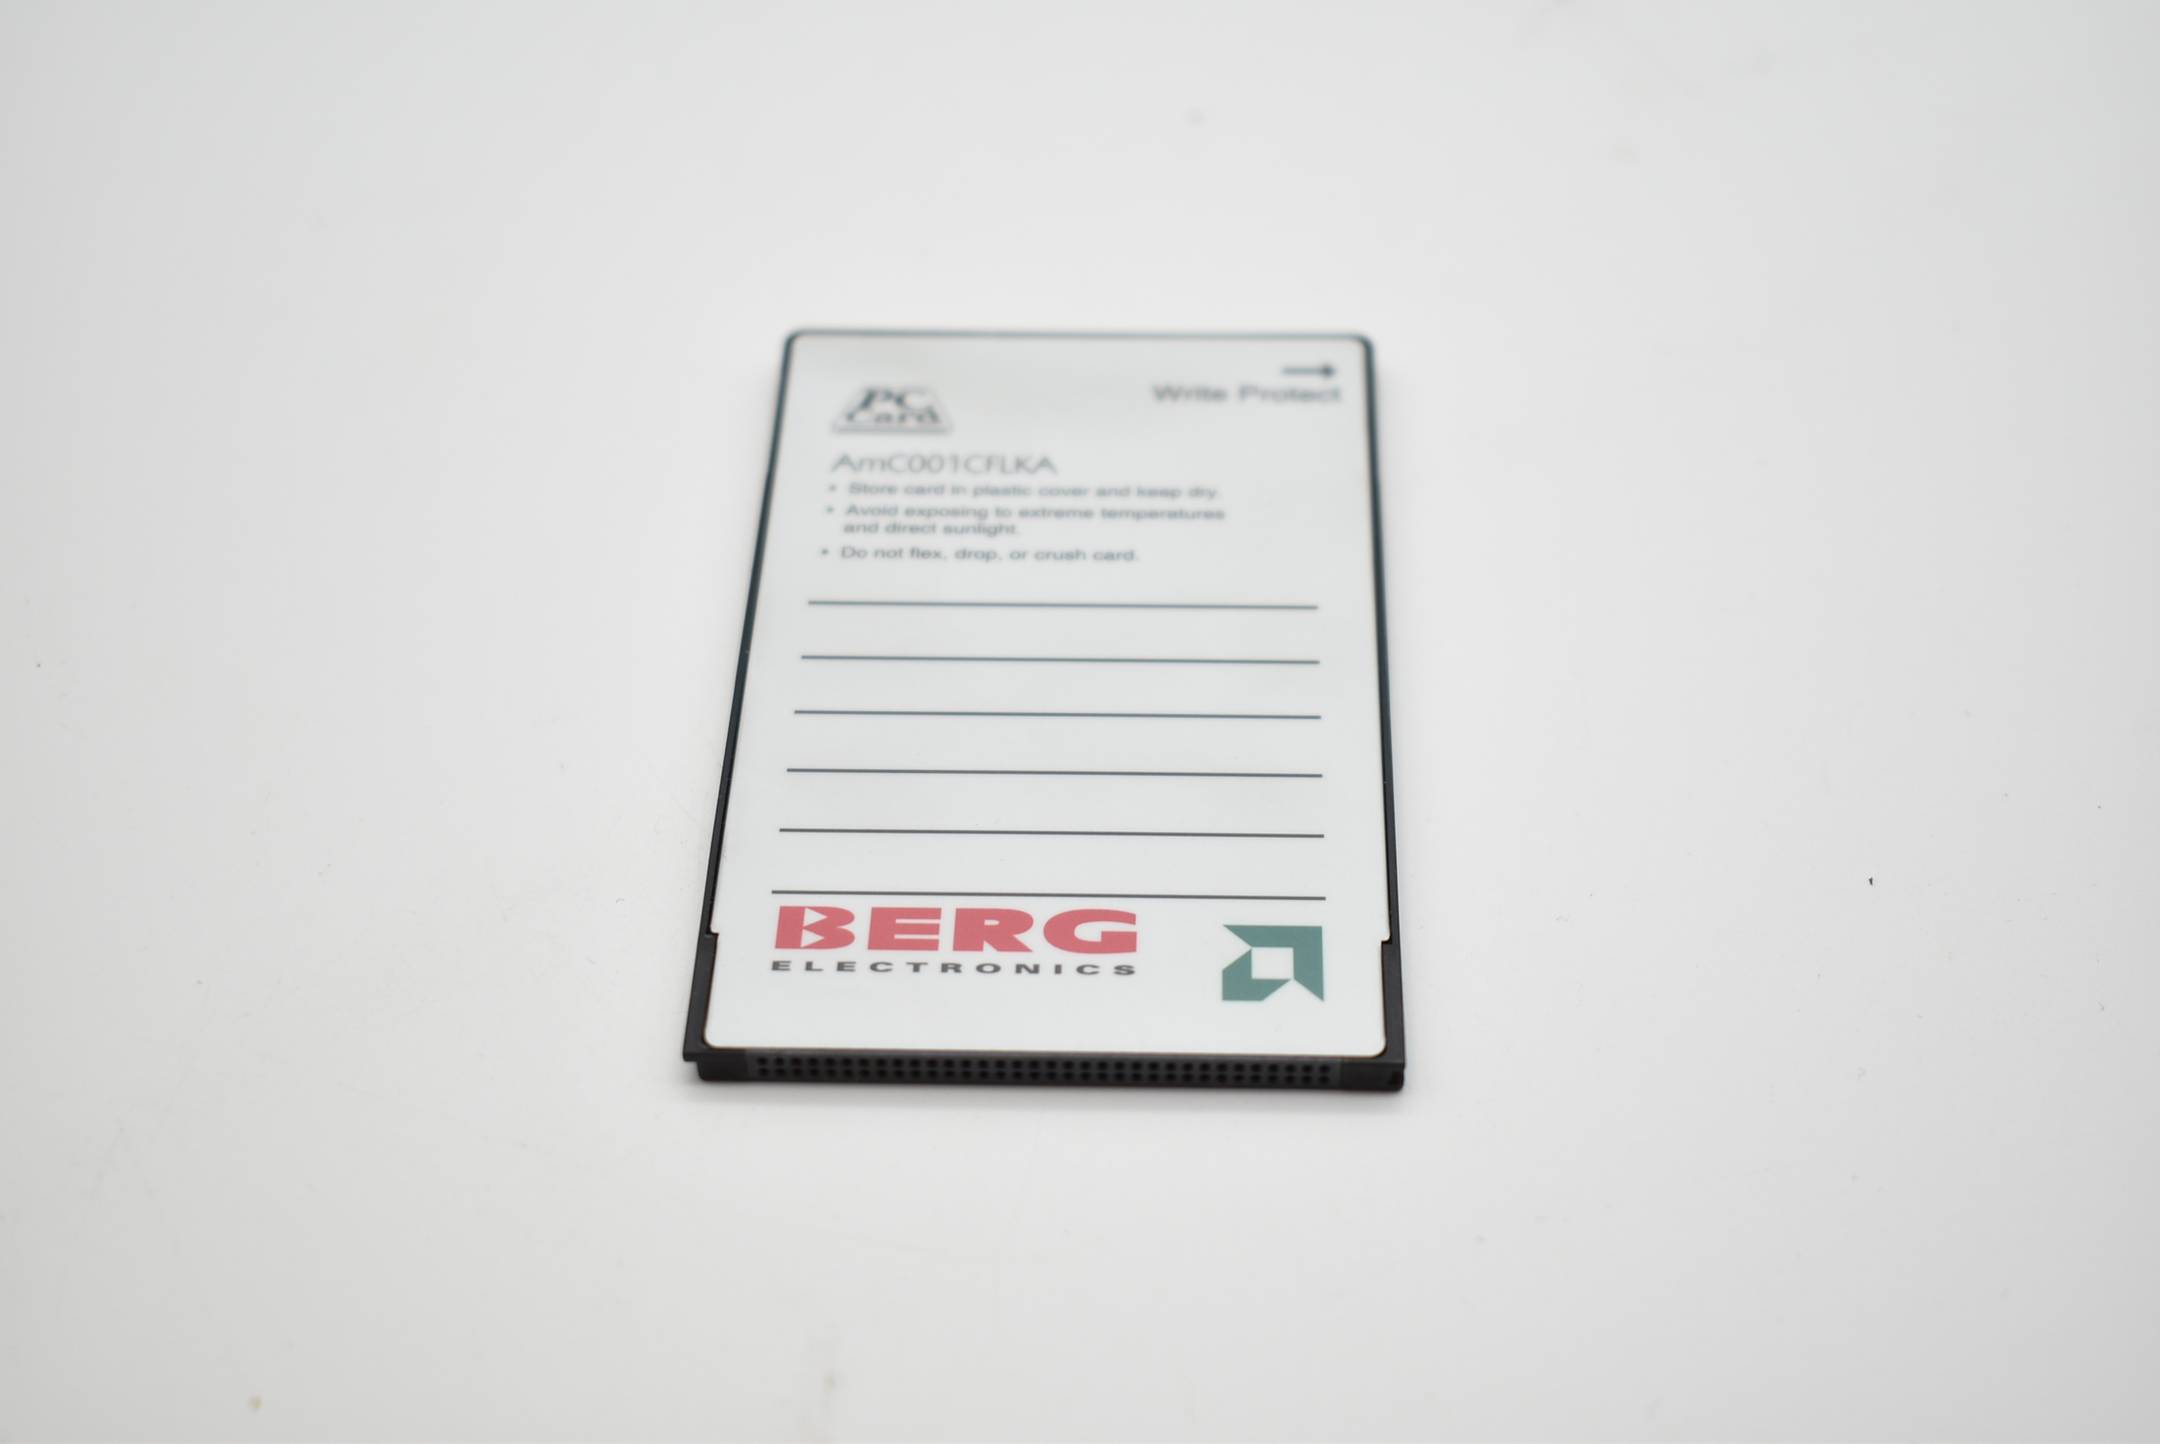 Write Protect
PC
Card
AmC001CFLKA
• Store card in plastic cover and keep dry.
• Avoid exposing to extreme temperatures
and direct sunlight.
• Do not flex, drop, or crush card.
BERG
ELECTRONICS